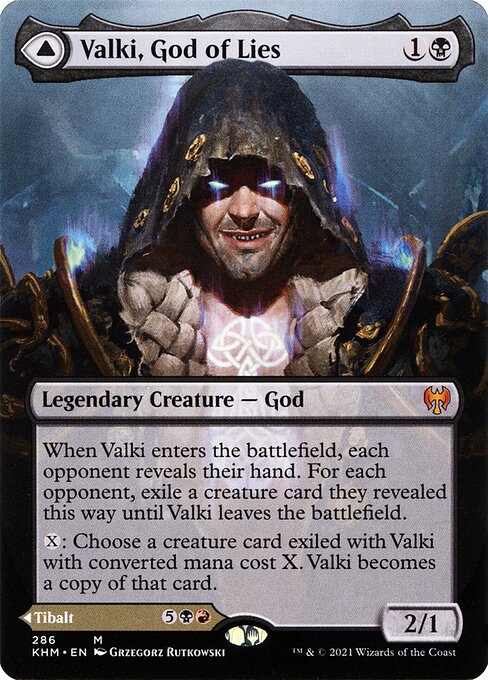 Valki, God of Lies 1
Legendary Creature — God
When Valki enters the battlefield, each
opponent reveals their hand. For each
opponent, exile a creature card they revealed
this way until Valki leaves the battlefield.
X: Choose a creature card exiled with Valki
with converted mana cost X. Valki becomes
a copy of that card.
Tibalt 5
2/1
286 M
KHM • EN Grzegorz Rutkowski
™ & © 2021 Wizards of the Coast